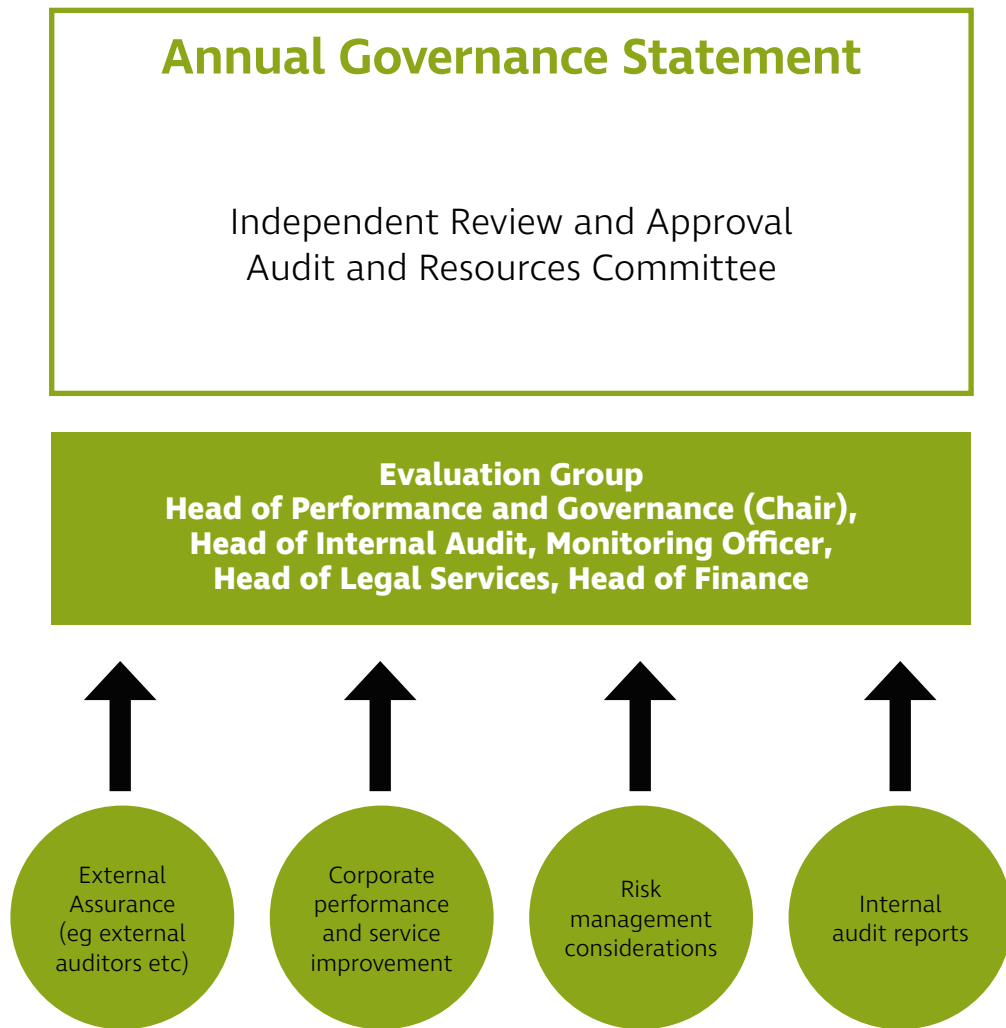 Annual Governance Statement
Independent Review and Approval
Audit and Resources Committee
Evaluation Group
Head of Performance and Governance (Chair),
Head of Internal Audit, Monitoring Officer,
Head of Legal Services, Head of Finance
External
Assurance
(eg external
auditors etc)
Corporate
performance
and service
improvement
Risk
management
considerations
Internal
audit reports